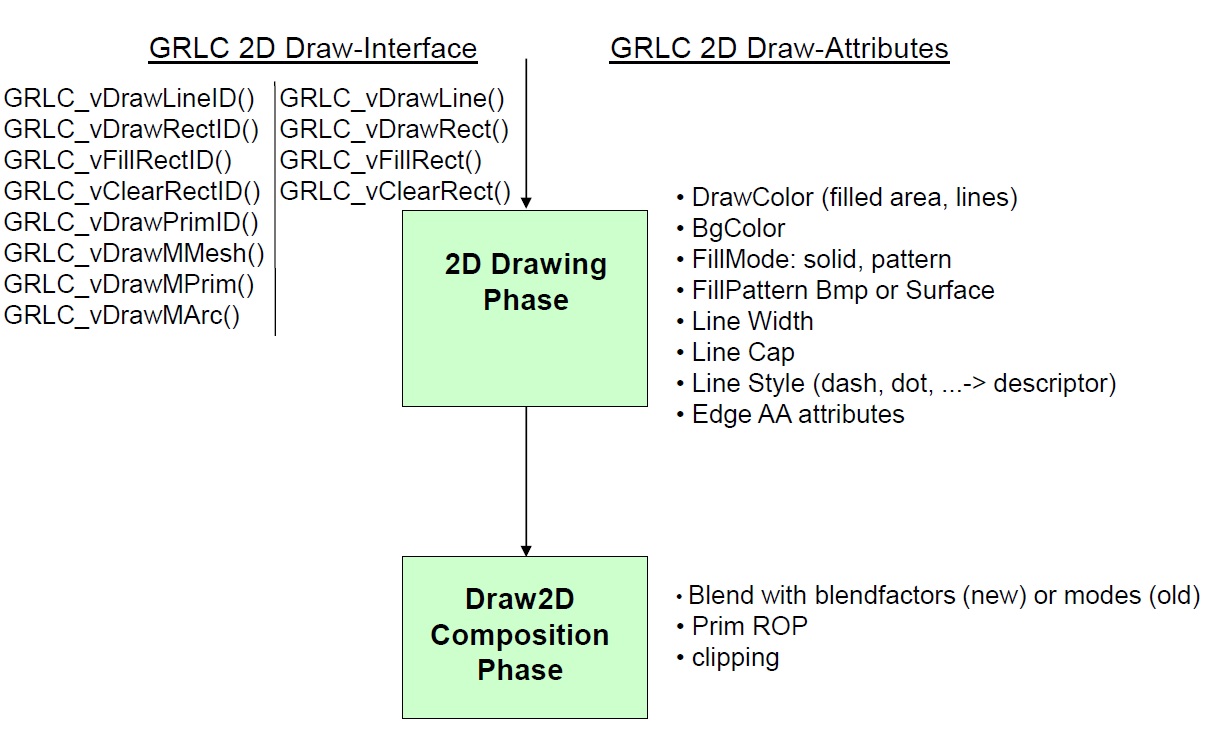 GRLC 2D Draw-Interface
GRLC 2D Draw-Attributes
GRLC_vDrawLineID()
GRLC_vDrawRectID()
GRLC_vFillRectID()
GRLC_vClearRectID()
GRLC_vDrawPrimID()
GRLC_vDrawMMesh()
GRLC_vDrawMPrim()
GRLC_vDrawMArc()
GRLC_vDrawLine()
GRLC_vDrawRect()
GRLC_vFillRect()
GRLC_vClearRect()
2D Drawing
Phase
• DrawColor (filled area, lines)
• BgColor
• FillMode: solid, pattern
• FillPattern Bmp or Surface
• Line Width
• Line Cap
• Line Style (dash, dot, ...-> descriptor)
• Edge AA attributes
Draw2D
Composition
Phase
• Blend with blendfactors (new) or modes (old)
• Prim ROP
• clipping